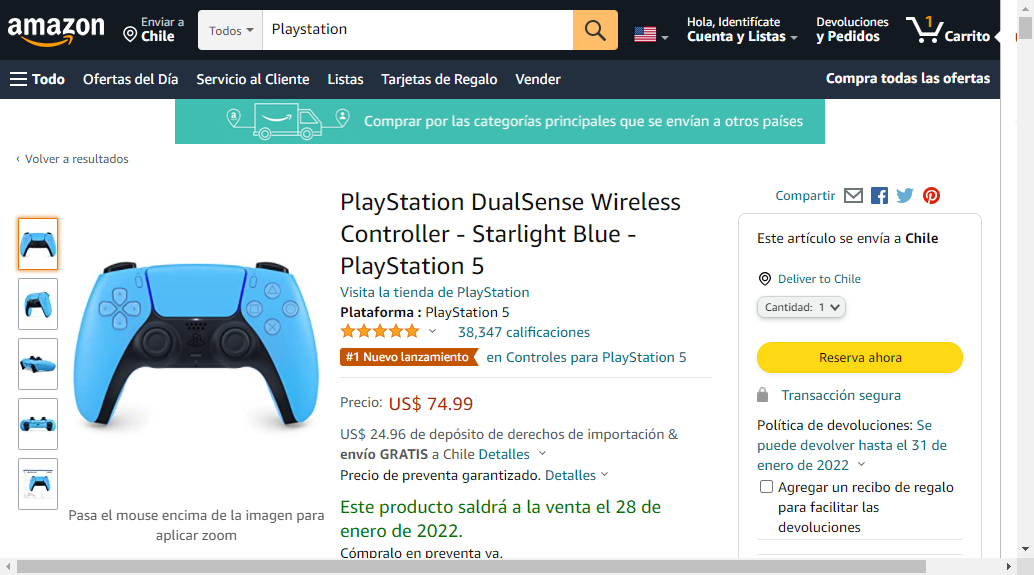 amazon
Enviar a
Chile
Todos
Playstation
Hola, Identifícate
Cuenta y Listas
Devoluciones
y Pedidos
1
Carrito
Todo
Ofertas del Día
Servicio al Cliente
Listas
Tarjetas de Regalo
Vender
Compra todas las ofertas
a
Comprar por las categorías principales que se envían a otros países
‹ Volver a resultados
PlayStation DualSense Wireless
Controller - Starlight Blue -
PlayStation 5
Visita la tienda de PlayStation
Plataforma : PlayStation 5
38,347 calificaciones
#1 Nuevo lanzamiento en Controles para PlayStation 5
Precio: US$ 74.99
US$ 24.96 de depósito de derechos de importación &
envío GRATIS a Chile Detalles
Precio de preventa garantizado. Detalles
Este producto saldrá a la venta el 28 de
enero de 2022.
Cómpralo en preventa ya.
Pasa el mouse encima de la imagen para
aplicar zoom
Compartir
Este artículo se envía a Chile
Deliver to Chile
Cantidad: 1
Reserva ahora
Transacción segura
Política de devoluciones: Se
puede devolver hasta el 31 de
enero de 2022
Agregar un recibo de regalo
para facilitar las
devoluciones